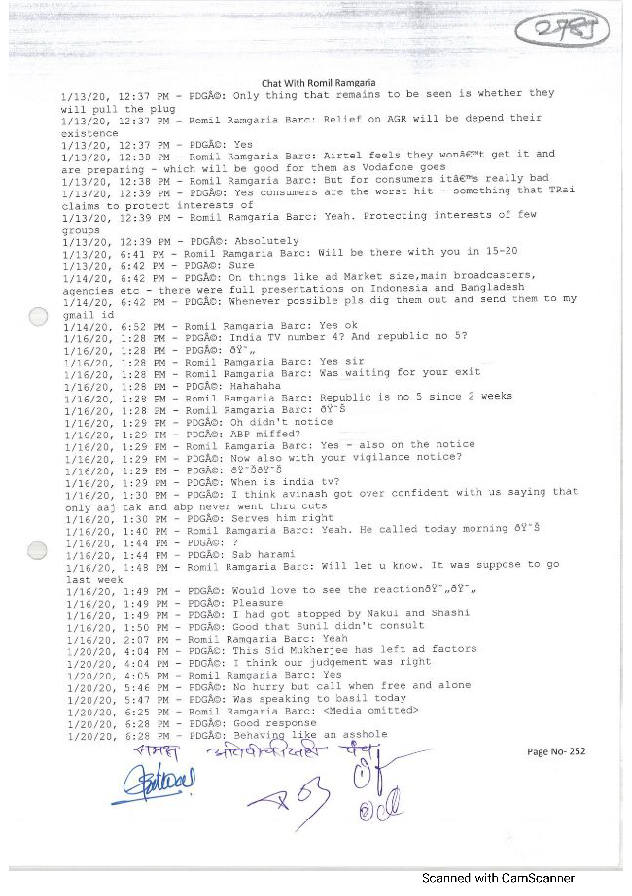 2785
Chat With Romil Ramgaria
1/13/20, 12:37 PM - PDGÂ©: Only thing that remains to be seen is whether they
will pull the plug
1/13/20, 12:37 PM - Romil Ramgaria Barc: Relief on AGR will be depend their
existence
1/13/20, 12:37 PM - PDGÂ©: Yes
1/13/20, 12:38 PM - Romil Ramgaria Barc: Airtel feels they wonâ€™t get it and
are preparing - which will be good for them as Vodafone goes
1/13/20, 12:38 PM - Romil Ramgaria Barc: But for consumers itâ€™s really bad
1/13/20, 12:39 PM - PDGÂ©: Yes consumers are the worst hit - something that TRai
claims to protect interests of
1/13/20, 12:39 PM - Romil Ramgaria Barc: Yeah. Protecting interests of few
groups
1/13/20, 12:39 PM - PDGÂ©: Absolutely
1/13/20, 6:41 PM - Romil Ramgaria Barc: Will be there with you in 15-20
1/13/20, 6:42 PM - PDGÂ©: Sure
1/14/20, 6:42 PM - PDGÂ©: On things like ad Market size,main broadcasters,
agencies etc - there were full presertations on Indonesia and Bangladesh
1/14/20, 6:42 PM - PDGÂ©: Whenever possible pls dig them out and send them to my
gmail id
1/14/20, 6:52 PM - Romil Ramgaria Barc: Yes ok
1/16/20, 1:28 PM - PDGÂ©: India TV number 4? And republic no 5?
1/16/20, 1:28 PM - PDGÂ©: ðŸ˜„
1/16/20, 1:28 PM - Romil Ramgaria Barc: Yes sir
1/16/20, 1:28 PM - Romil Ramgaria Barc: Was waiting for your exit
1/16/20, 1:28 PM - PDGÂ©: Hahahaha
1/16/20, 1:28 PM - Romil Ramgaria Barc: Republic is no 5 since 2 weeks
1/16/20, 1:28 PM - Romil Ramgaria Barc: ðŸ˜Š
1/16/20, 1:29 PM - PDGÂ©: Oh didn't notice
1/16/20, 1:29 PM - PDGÂ©: ABP miffed?
1/16/20, 1:29 PM - Romil Ramgaria Barc: Yes - also on the notice
1/16/20, 1:29 PM - PDGÂ©: Now also with your vigilance notice?
1/16/20, 1:29 PM - PDGÂ©: ðŸ˜ŠðŸ˜Š
1/16/20, 1:29 PM - PDGÂ©: When is india tv?
1/16/20, 1:30 PM - PDGÂ©: I think avinash got over confident with us saying that
only aaj tak and abp never went thru cuts
1/16/20, 1:30 PM - PDGÂ©: Serves him right
1/16/20, 1:40 PM - Romil Ramgaria Barc: Yeah. He called today morning ðŸ˜Š
1/16/20, 1:44 PM - PDGÂ©: ?
1/16/20, 1:44 PM - PDGÂ©: Sab harami
1/16/20, 1:48 PM - Romil Ramgaria Barc: Will let u know. It was suppose to go
last week
1/16/20, 1:49 PM - PDGÂ©: Would love to see the reactionðŸ˜„ðŸ˜„
1/16/20, 1:49 PM - PDGÂ©: Pleasure
1/16/20, 1:49 PM - PDGÂ©: I had got stopped by Nakul and Shashi
1/16/20, 1:50 PM - PDGÂ©: Good that Sunil didn't consult
1/16/20, 2:07 PM - Romil Ramgaria Barc: Yeah
1/20/20, 4:04 PM - PDGÂ©: This Sid Mukherjee has left ad factors
1/20/20, 4:04 PM - PDGÂ©: I think our judgement was right
1/20/20, 4:05 PM - Romil Ramgaria Barc: Yes
1/20/20, 5:46 PM - PDGÂ©: No hurry but call when free and alone
1/20/20, 5:47 PM - PDGÂ©: Was speaking to basil today
1/20/20, 6:25 PM - Romil Ramgaria Barc: <Media omitted>
1/20/20, 6:28 PM - PDGÂ©: Good response
1/20/20, 6:28 PM - PDGÂ©: Behaving like an asshole
समक्ष पंच
Page No- 252
Scanned with CamScanner